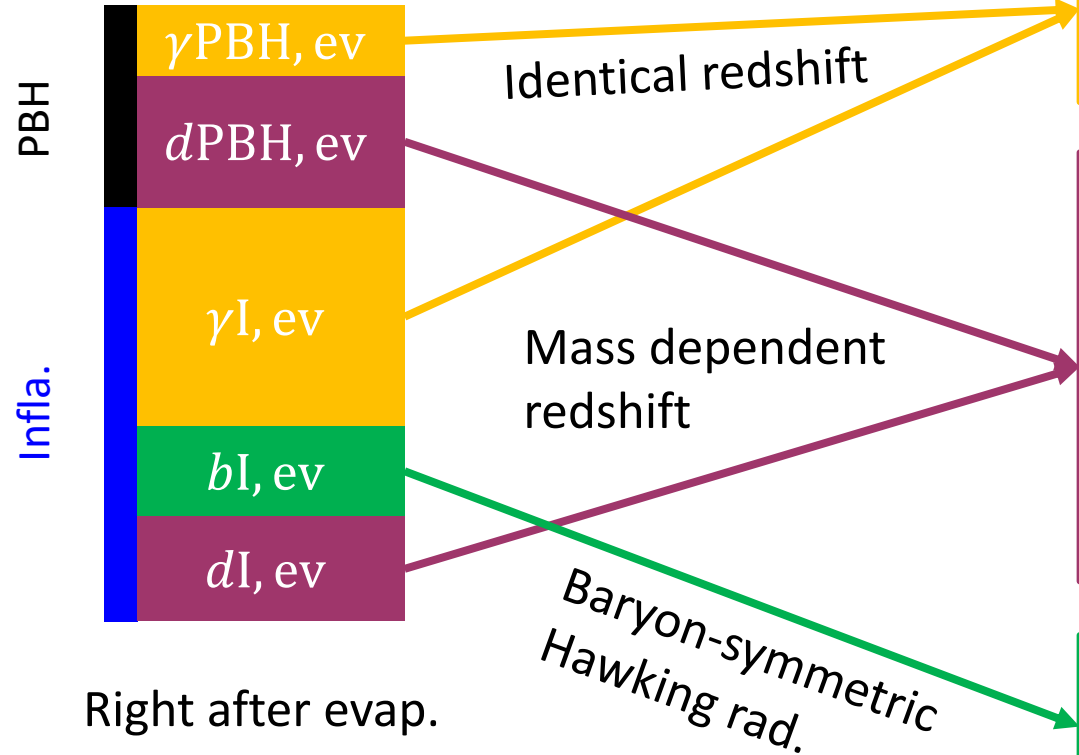 PBH
Infla.
γPBH, ev
dPBH, ev
γI, ev
bI, ev
dI, ev
Right after evap.
Identical redshift
Mass dependent
redshift
Baryon-symmetric
Hawking rad.